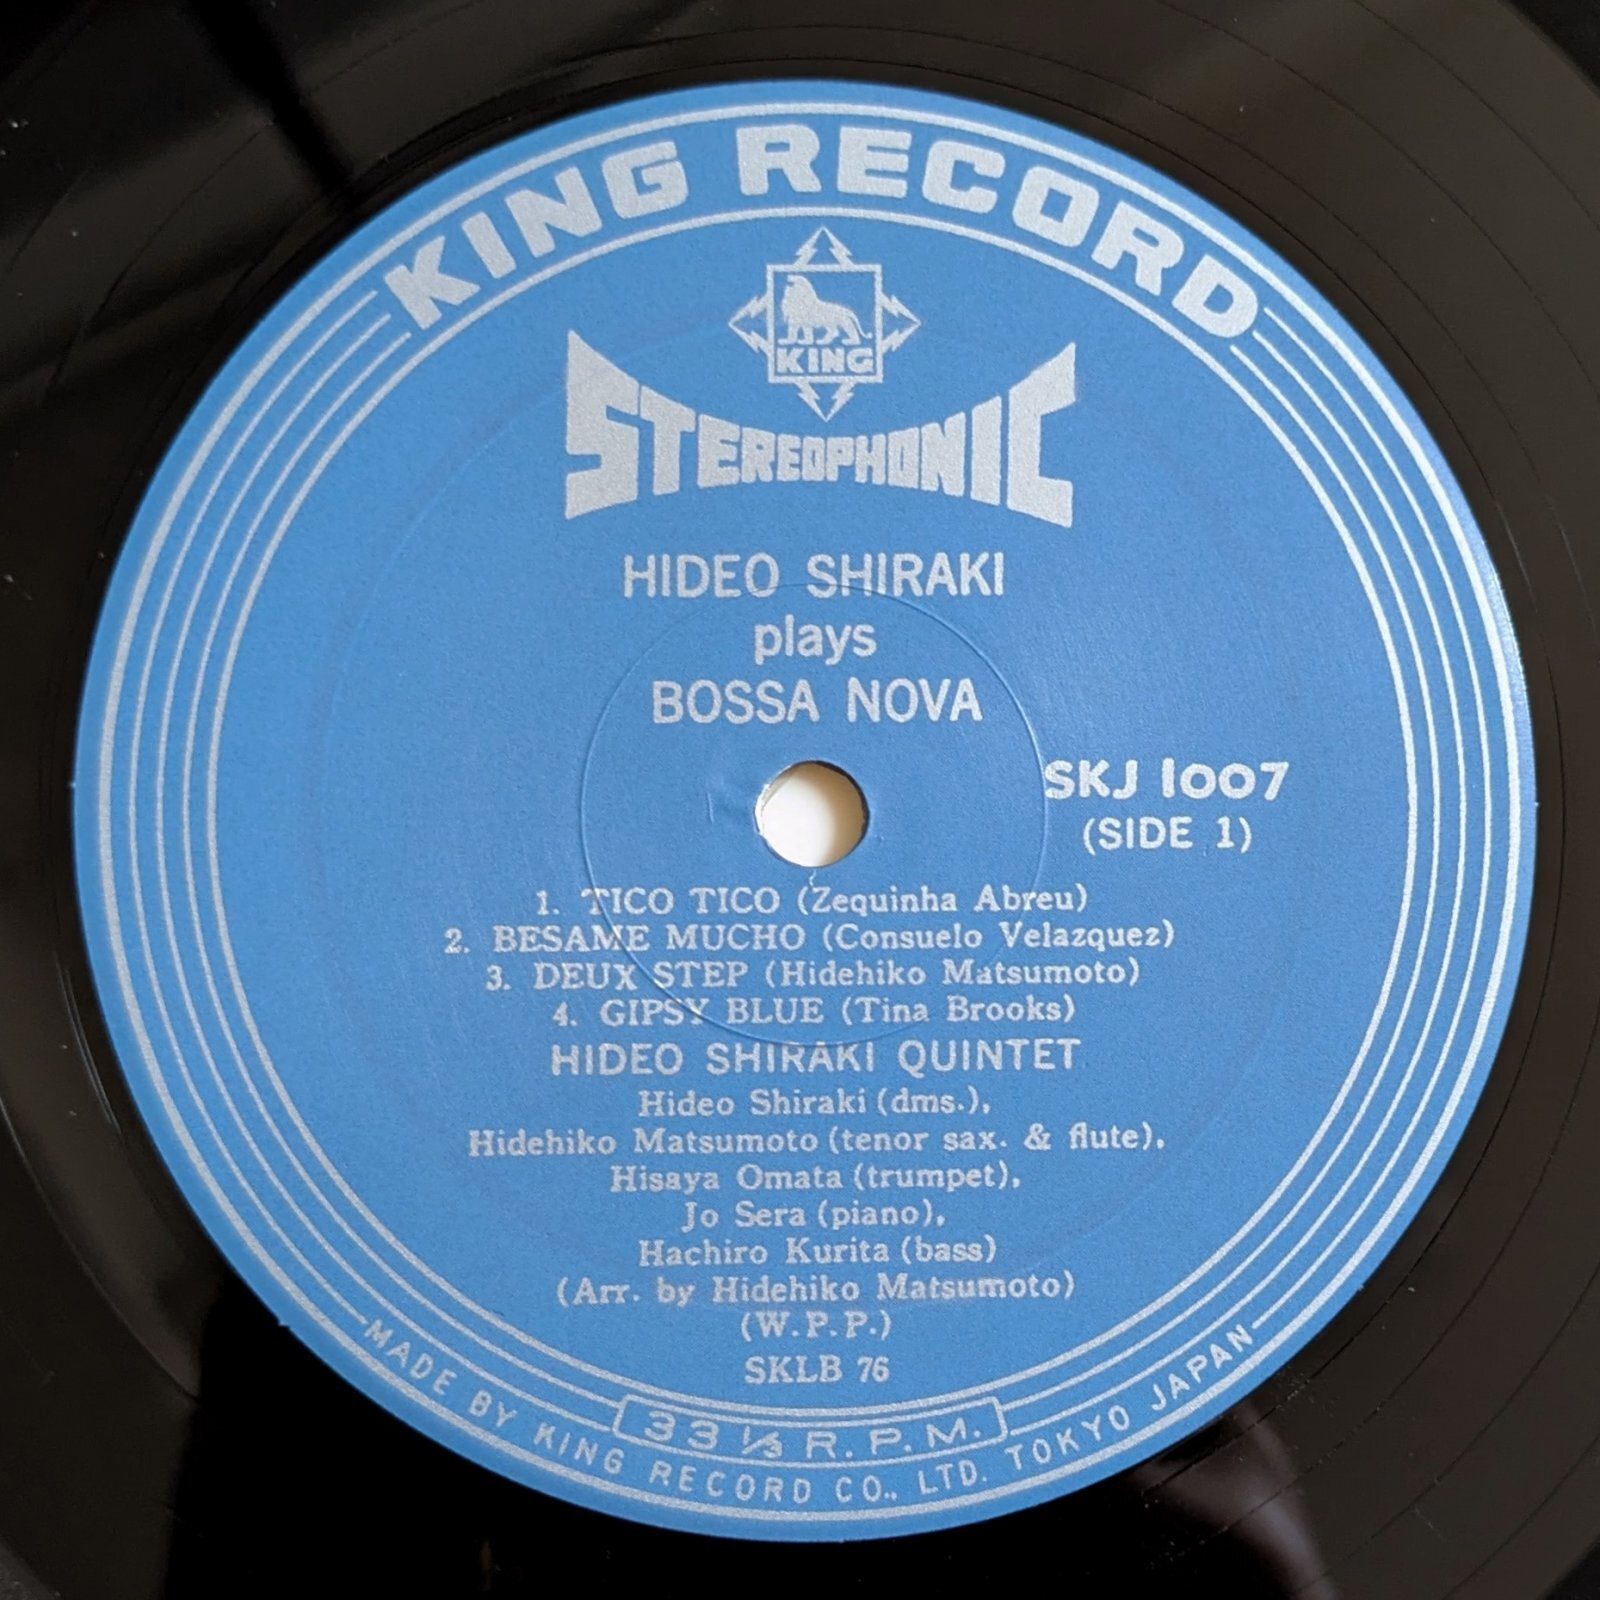 KING RECORD
KING
STEREOPHONIC
HIDEO SHIRAKI
plays
BOSSA NOVA
SKJ 1007
(SIDE 1)
1. TICO TICO (Zequinha Abreu)
2. BESAME MUCHO (Consuelo Velazquez)
3. DEUX STEP (Hidehiko Matsumoto)
4. GIPSY BLUE (Tina Brooks)
HIDEO SHIRAKI QUINTET
Hideo Shiraki (dms.),
Hidehiko Matsumoto (tenor sax. & flute),
Hisaya Omata (trumpet),
Jo Sera (piano),
Hachiro Kurita (bass)
(Arr. by Hidehiko Matsumoto)
(W.P.P.)
SKLB 76
33 1/3 R.P.M.
MADE BY KING RECORD CO., LTD. TOKYO JAPAN